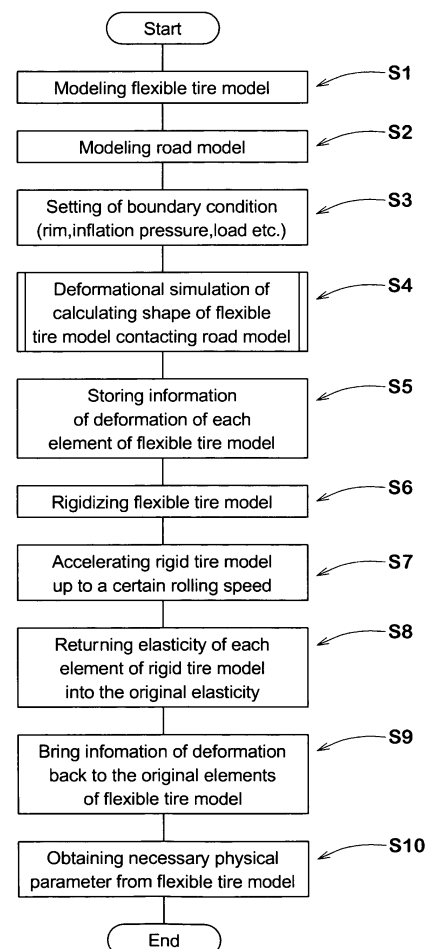 Start
Modeling flexible tire model
S1
Modeling road model
S2
Setting of boundary condition
(rim,inflation pressure,load etc.)
S3
Deformational simulation of
calculating shape of flexible
tire model contacting road model
S4
Storing information
of deformation of each
element of flexible tire model
S5
Rigidizing flexible tire model
S6
Accelerating rigid tire model
up to a certain rolling speed
S7
Returning elasticity of each
element of rigid tire model
into the original elasticity
S8
Bring infomation of deformation
back to the original elements
of flexible tire model
S9
Obtaining necessary physical
parameter from flexible tire model
S10
End